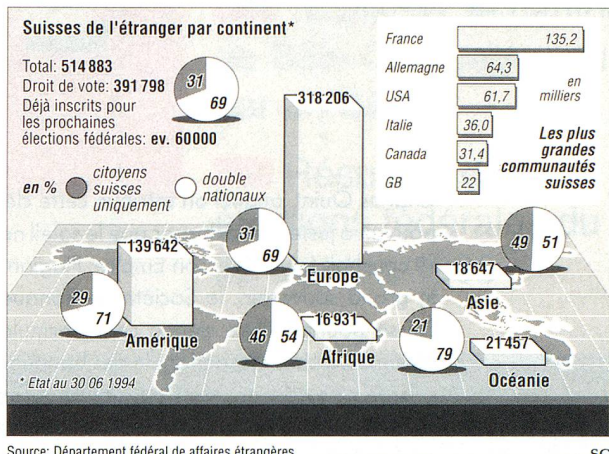 Suisses de l'étranger par continent*
Total: 514 883
Droit de vote: 391 798
Déjà inscrits pour
les prochaines
élections fédérales: ev. 60000
31
69
en %
citoyens
suisses
uniquement
double
nationaux
France 135,2
Allemagne 64,3
USA 61,7
Italie 36,0
Canada 31,4
GB 22
en
milliers
Les plus
grandes
communautés
suisses
318 206
31
69
Europe
139 642
29
71
Amérique
49 51
18 647
Asie
46 54
16 931
Afrique
21
79
21 457
Océanie
* Etat au 30 06 1994
Source: Département fédéral de affaires étrangères